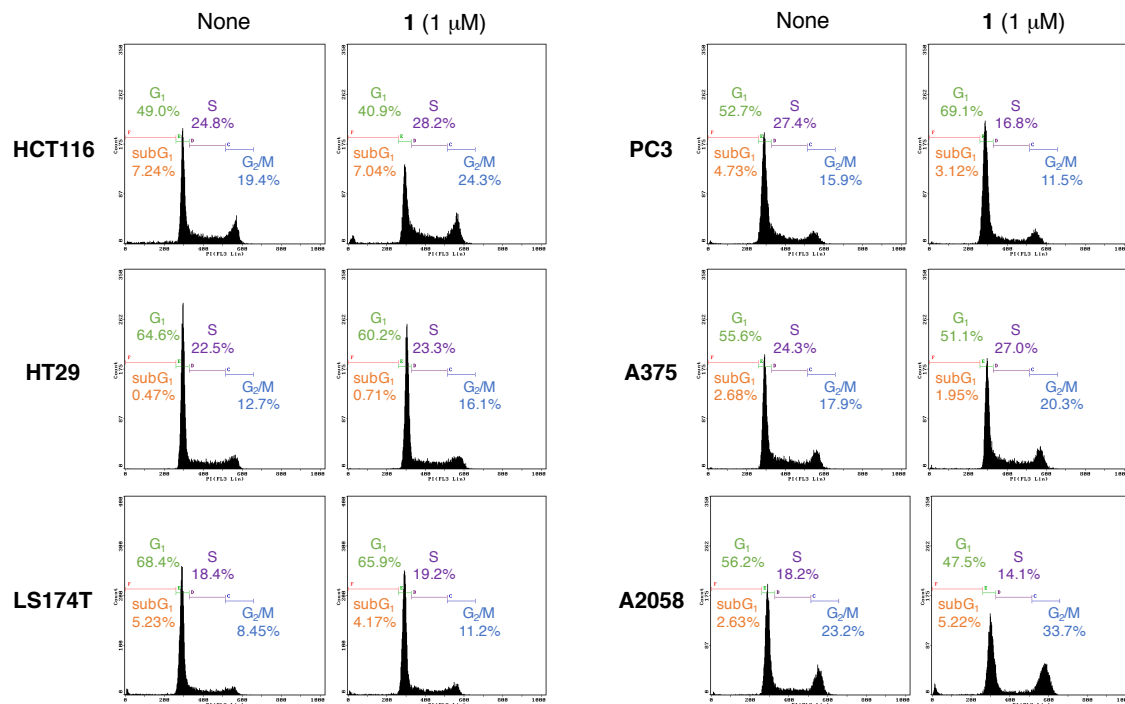 None
1 (1 μM)
None
1 (1 μM)
HCT116
G₁
49.0%
S
24.8%
subG₁
7.24%
G₂/M
19.4%
G₁
40.9%
S
28.2%
subG₁
7.04%
G₂/M
24.3%
PC3
G₁
52.7%
S
27.4%
subG₁
4.73%
G₂/M
15.9%
G₁
69.1%
S
16.8%
subG₁
3.12%
G₂/M
11.5%
HT29
G₁
64.6%
S
22.5%
subG₁
0.47%
G₂/M
12.7%
G₁
60.2%
S
23.3%
subG₁
0.71%
G₂/M
16.1%
A375
G₁
55.6%
S
24.3%
subG₁
2.68%
G₂/M
17.9%
G₁
51.1%
S
27.0%
subG₁
1.95%
G₂/M
20.3%
LS174T
G₁
68.4%
S
18.4%
subG₁
5.23%
G₂/M
8.45%
G₁
65.9%
S
19.2%
subG₁
4.17%
G₂/M
11.2%
A2058
G₁
56.2%
S
18.2%
subG₁
2.63%
G₂/M
23.2%
G₁
47.5%
S
14.1%
subG₁
5.22%
G₂/M
33.7%